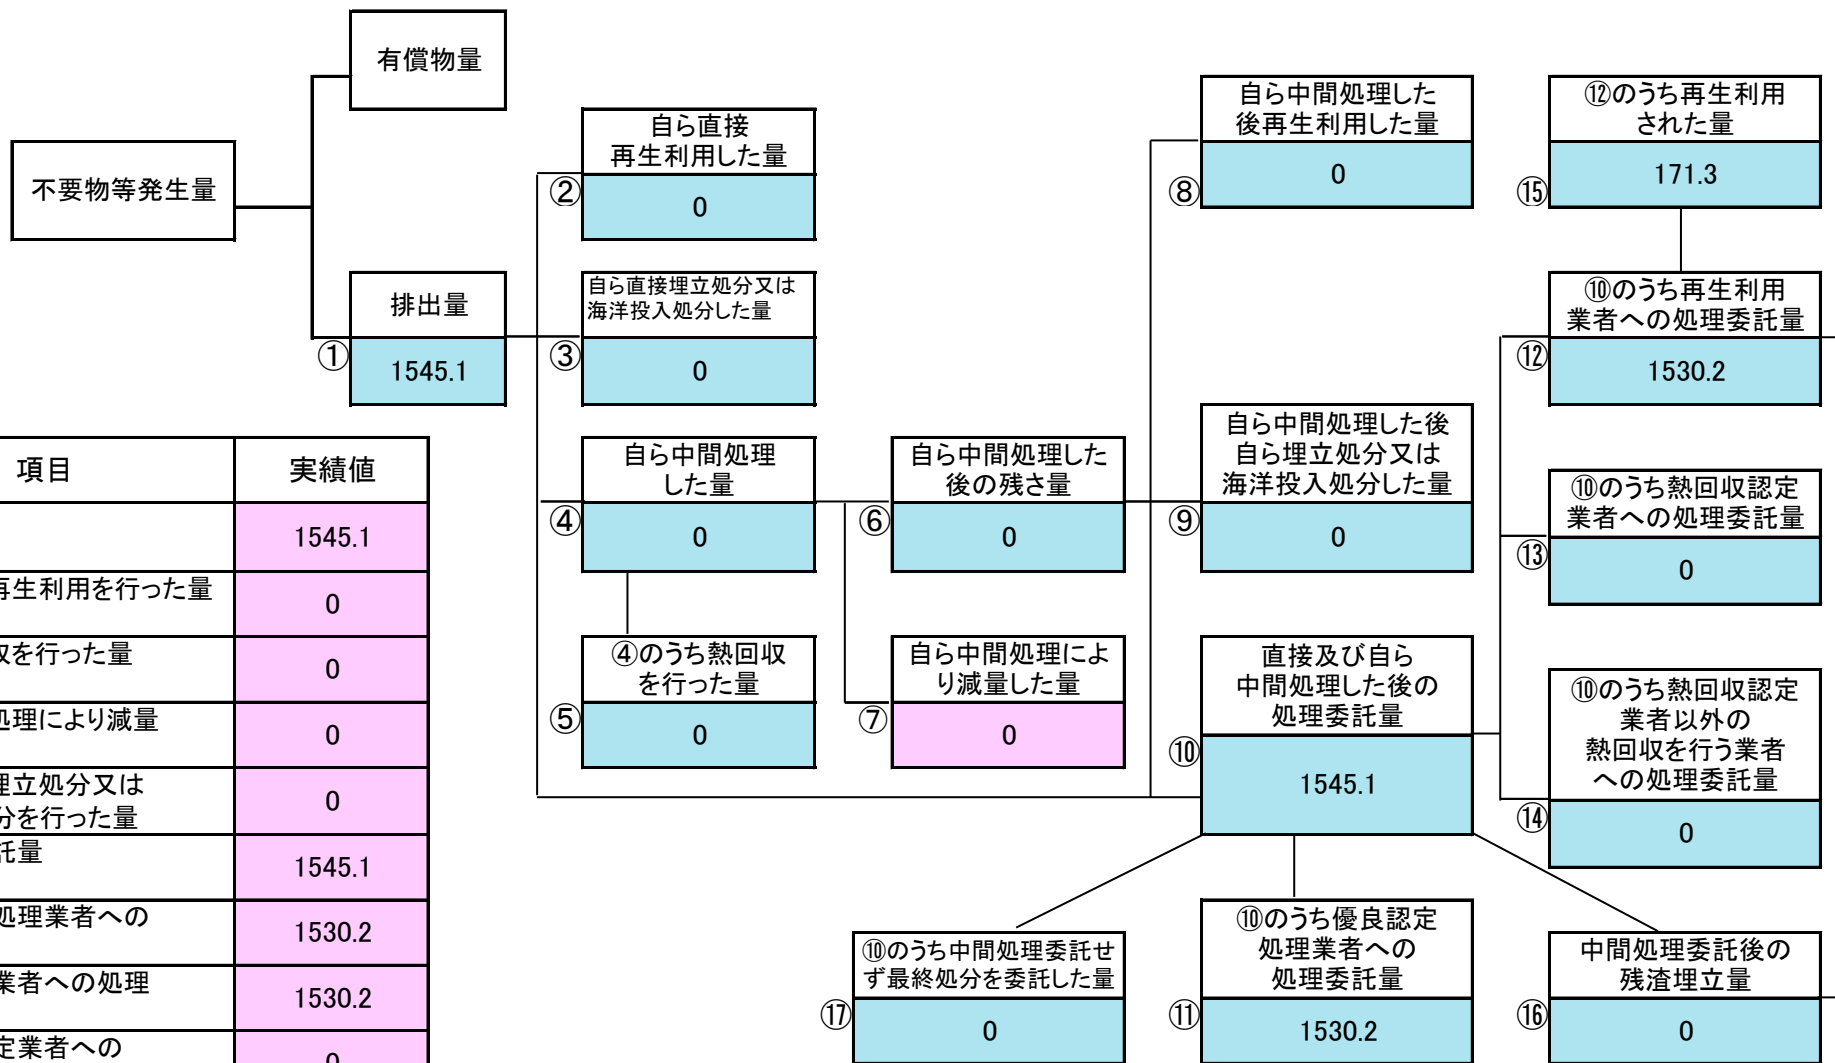 有償物量
不要物等発生量
排出量
①
1545.1
自ら直接
再生利用した量
②
0
自ら直接埋立処分又は
海洋投入処分した量
③
0
自ら中間処理
した量
④
0
④のうち熱回収
を行った量
⑤
0
自ら中間処理した
後の残さ量
⑥
0
自ら中間処理によ
り減量した量
⑦
0
自ら中間処理した
後再生利用した量
⑧
0
自ら中間処理した後
自ら埋立処分又は
海洋投入処分した量
⑨
0
直接及び自ら
中間処理した後の
処理委託量
⑩
1545.1
⑩のうち優良認定
処理業者への
処理委託量
⑪
1530.2
⑫のうち再生利用
された量
⑮
171.3
⑩のうち再生利用
業者への処理委託量
⑫
1530.2
⑩のうち熱回収認定
業者への処理委託量
⑬
0
⑩のうち熱回収認定
業者以外の
熱回収を行う業者
への処理委託量
⑭
0
中間処理委託後の
残渣埋立量
⑯
0
⑩のうち中間処理委託せ
ず最終処分を委託した量
⑰
0
項目 実績値
1545.1
再生利用を行った量
0
収を行った量
0
処理により減量
0
埋立処分又は
分を行った量
0
託量
1545.1
処理業者への
1530.2
業者への処理
1530.2
定業者への
0